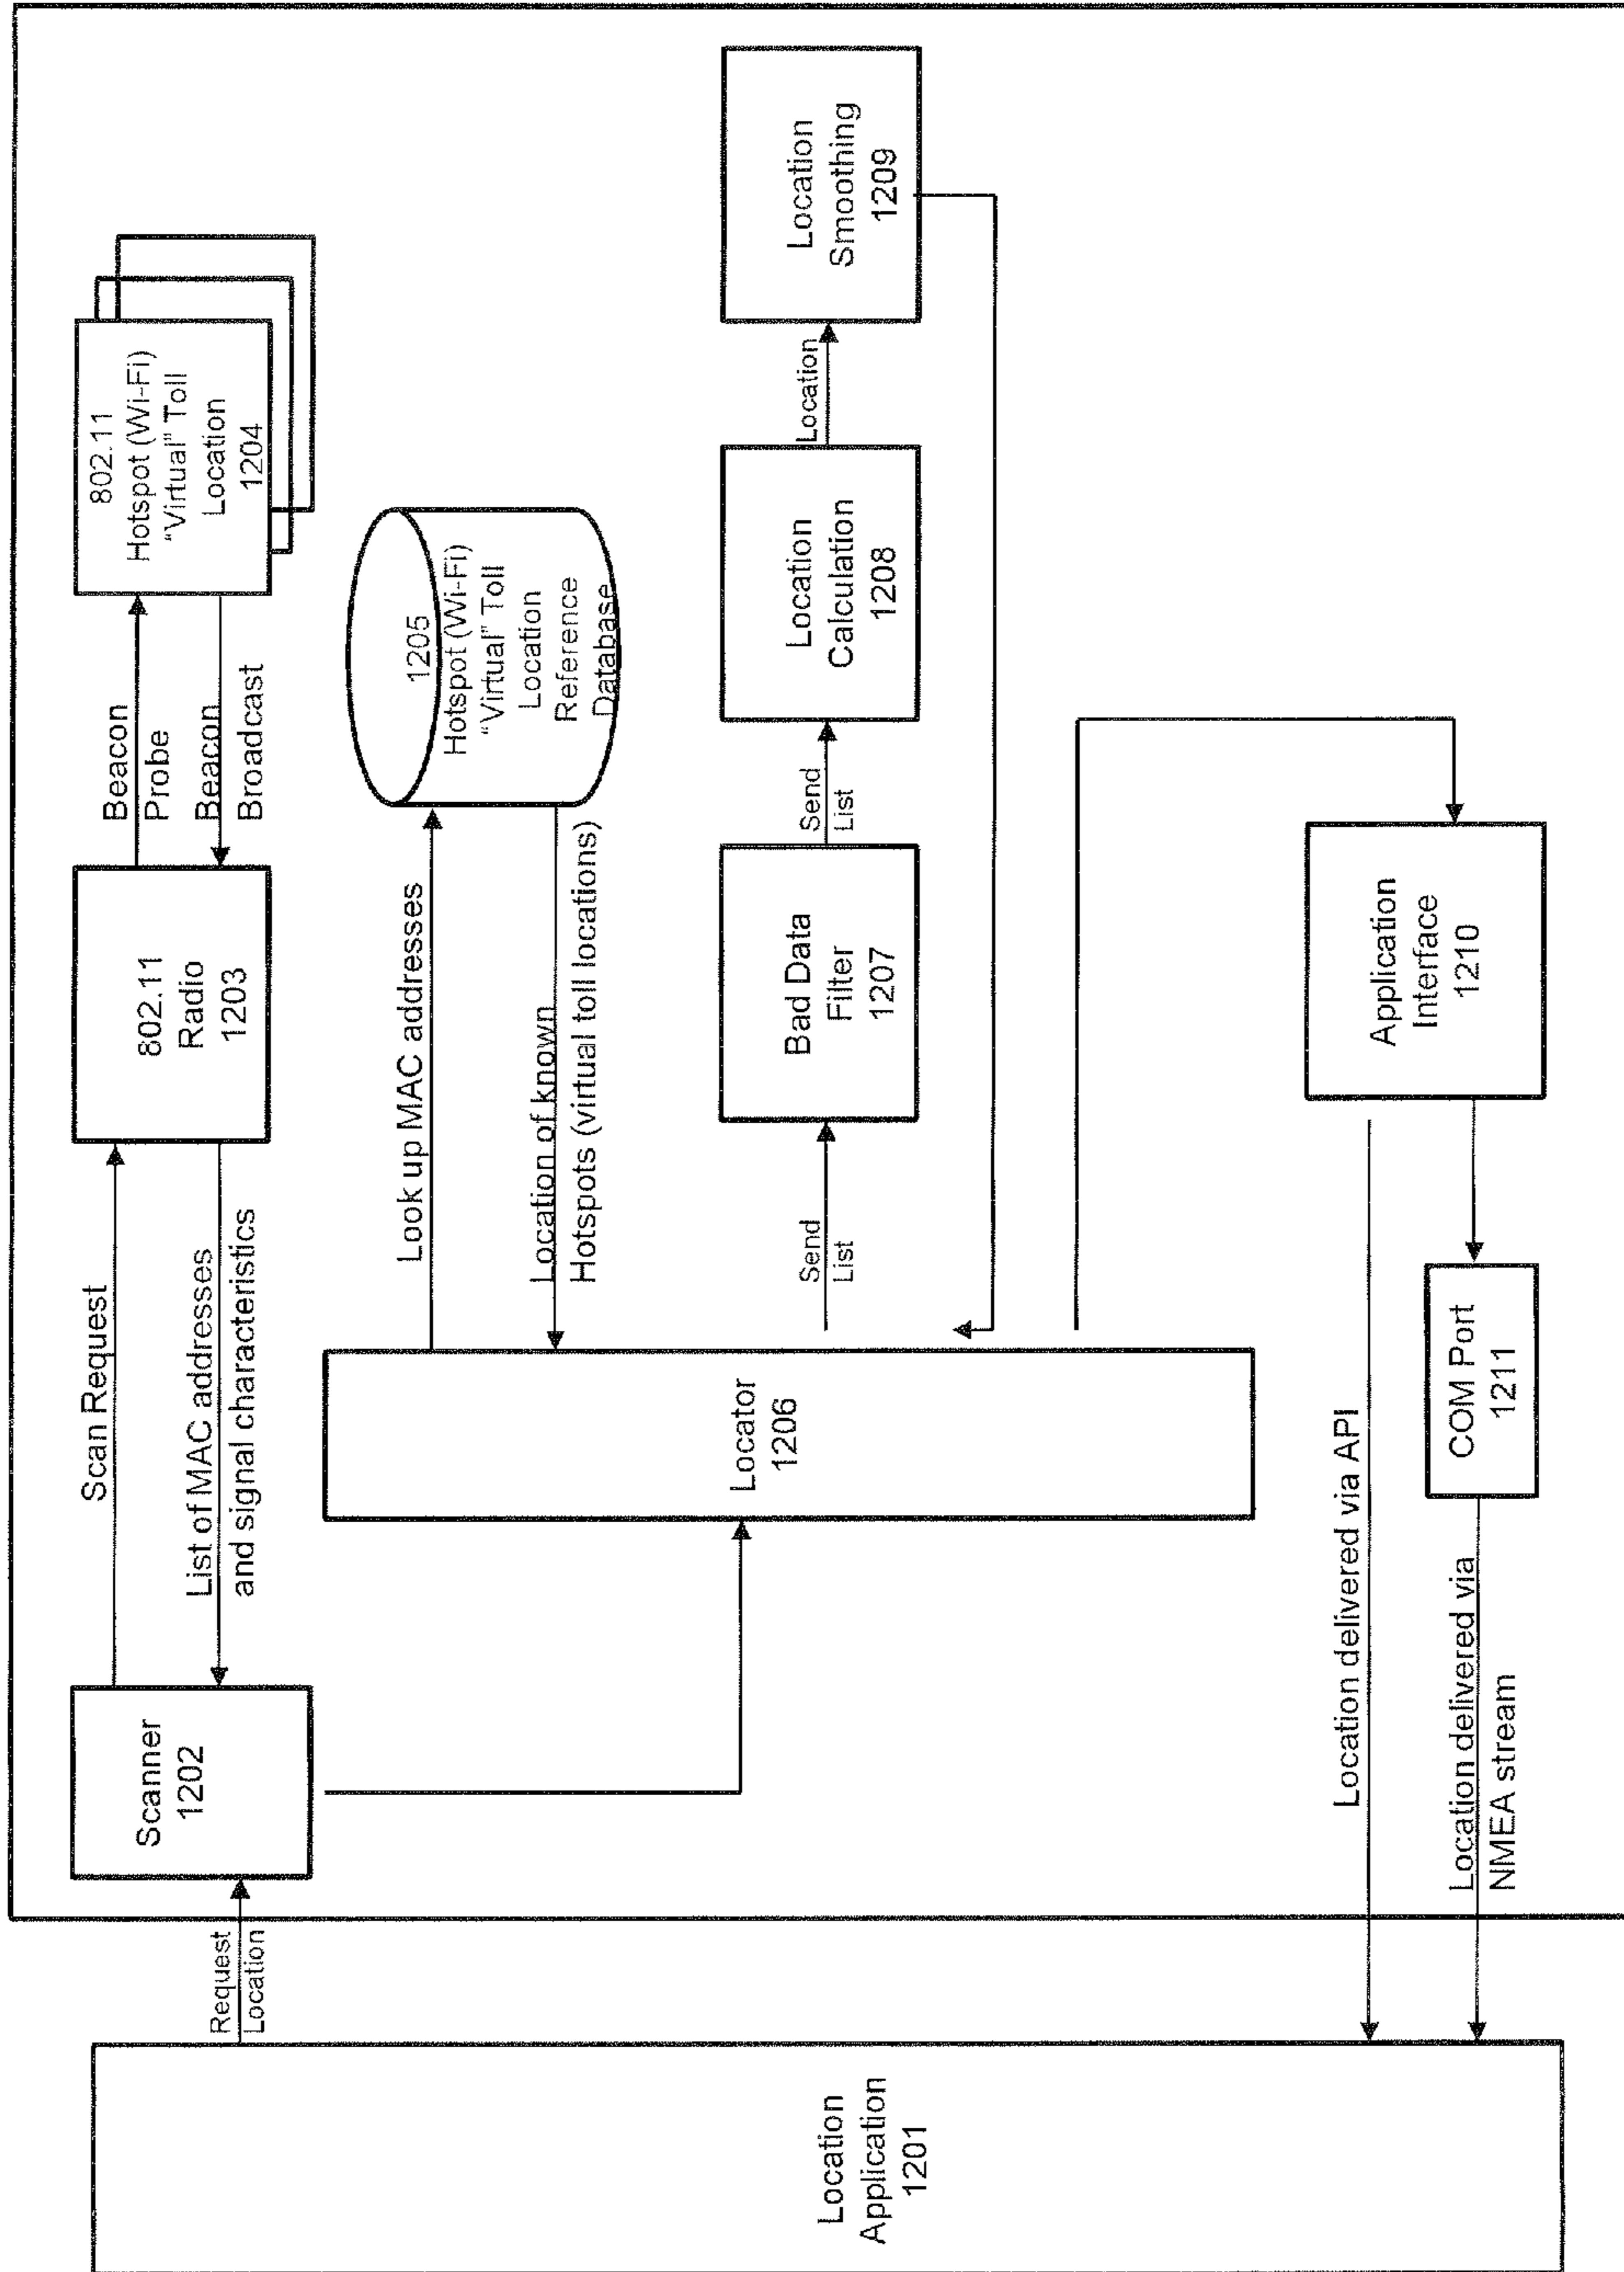 Location
Application
1201
Request
Location
Scanner
1202
Scan Request
List of MAC addresses
and signal characteristics
802.11
Radio
1203
Beacon
Probe
Beacon
Broadcast
802.11
Hotspot (Wi-Fi)
"Virtual" Toll
Location
1204
Locator
1206
Look up MAC addresses
Location of known
Hotspots (virtual toll locations)
1205
Hotspot (Wi-Fi)
"Virtual" Toll
Location
Reference
Database
Send
List
Bad Data
Filter
1207
Send
List
Location
Calculation
1208
Location
Location
Smoothing
1209
Application
Interface
1210
Location delivered via API
COM Port
1211
Location delivered via
NMEA stream